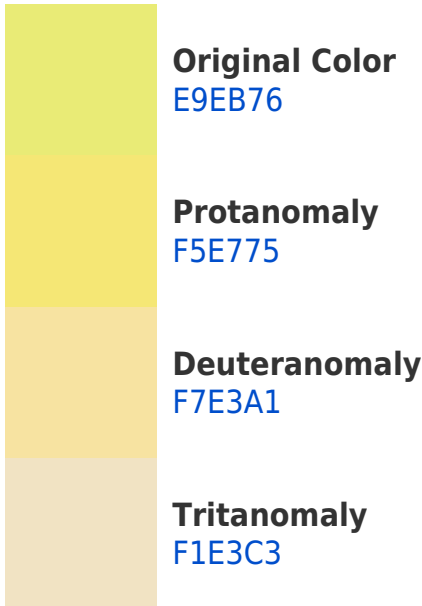 Original Color
E9EB76
Protanomaly
F5E775
Deuteranomaly
F7E3A1
Tritanomaly
F1E3C3